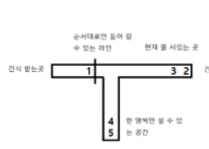 순서대로만 들어 갈
수 있는 라인
현재 줄 서있는 곳
간식 받는곳
1
3 2
4
5
한 명씩만 설 수 있
는 공간